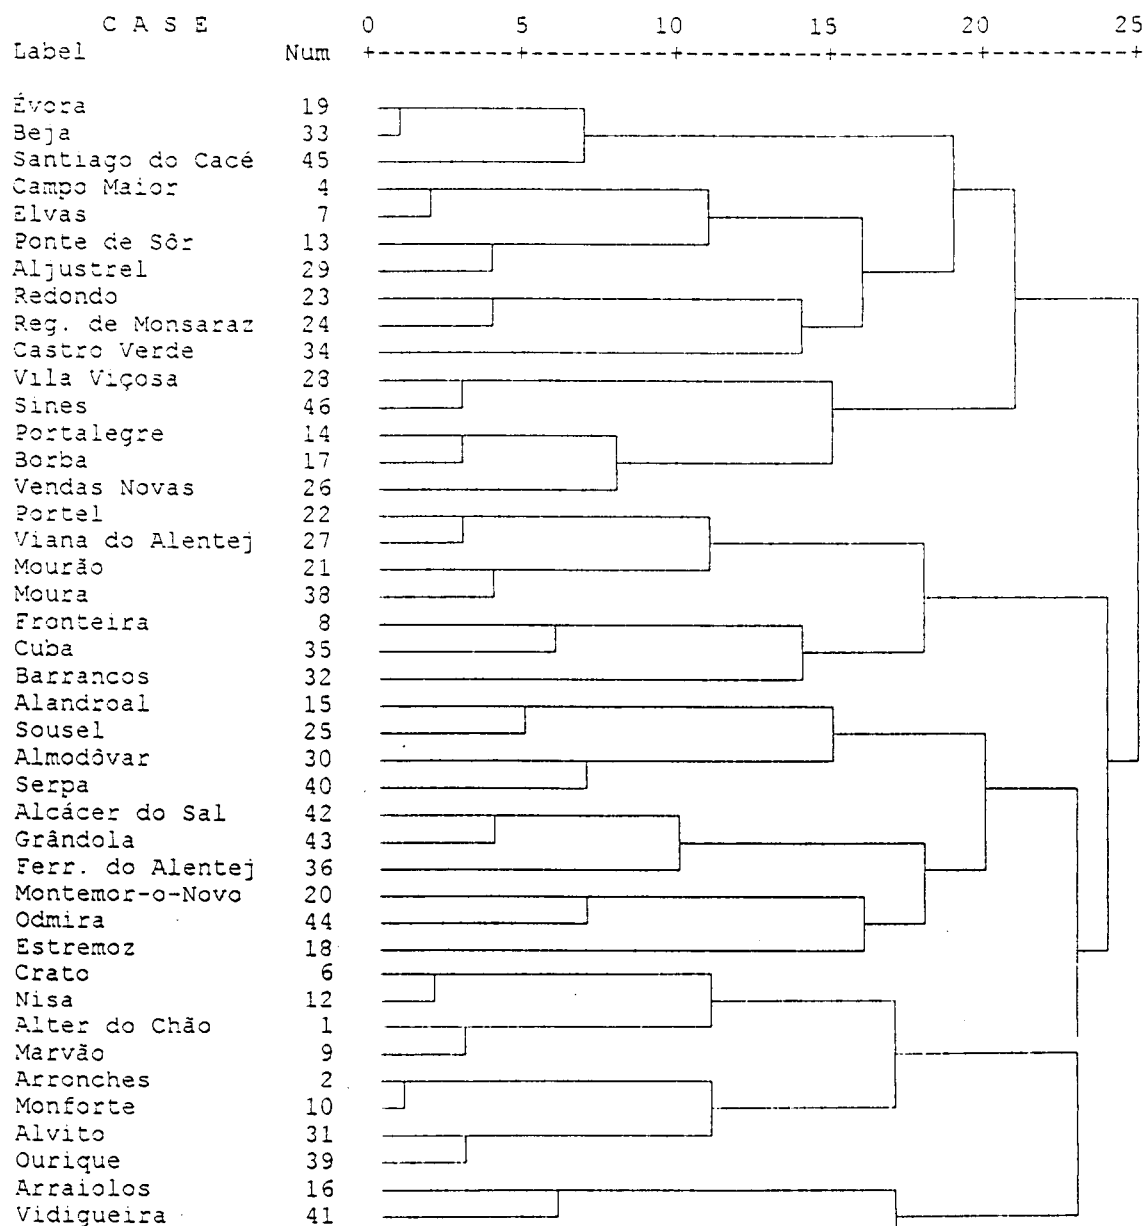 C A S E 0 5 10 15 20 25
Label Num +---------+---------+---------+---------+---------+
Évora 19
Beja 33
Santiago do Cacé 45
Campo Maior 4
Elvas 7
Ponte de Sôr 13
Aljustrel 29
Redondo 23
Reg. de Monsaraz 24
Castro Verde 34
Vila Viçosa 28
Sines 46
Portalegre 14
Borba 17
Vendas Novas 26
Portel 22
Viana do Alentej 27
Mourão 21
Moura 38
Fronteira 8
Cuba 35
Barrancos 32
Alandroal 15
Sousel 25
Almodôvar 30
Serpa 40
Alcácer do Sal 42
Grândola 43
Ferr. do Alentej 36
Montemor-o-Novo 20
Odmira 44
Estremoz 18
Crato 6
Nisa 12
Alter do Chão 1
Marvão 9
Arronches 2
Monforte 10
Alvito 31
Ourique 39
Arraiolos 16
Vidigueira 41